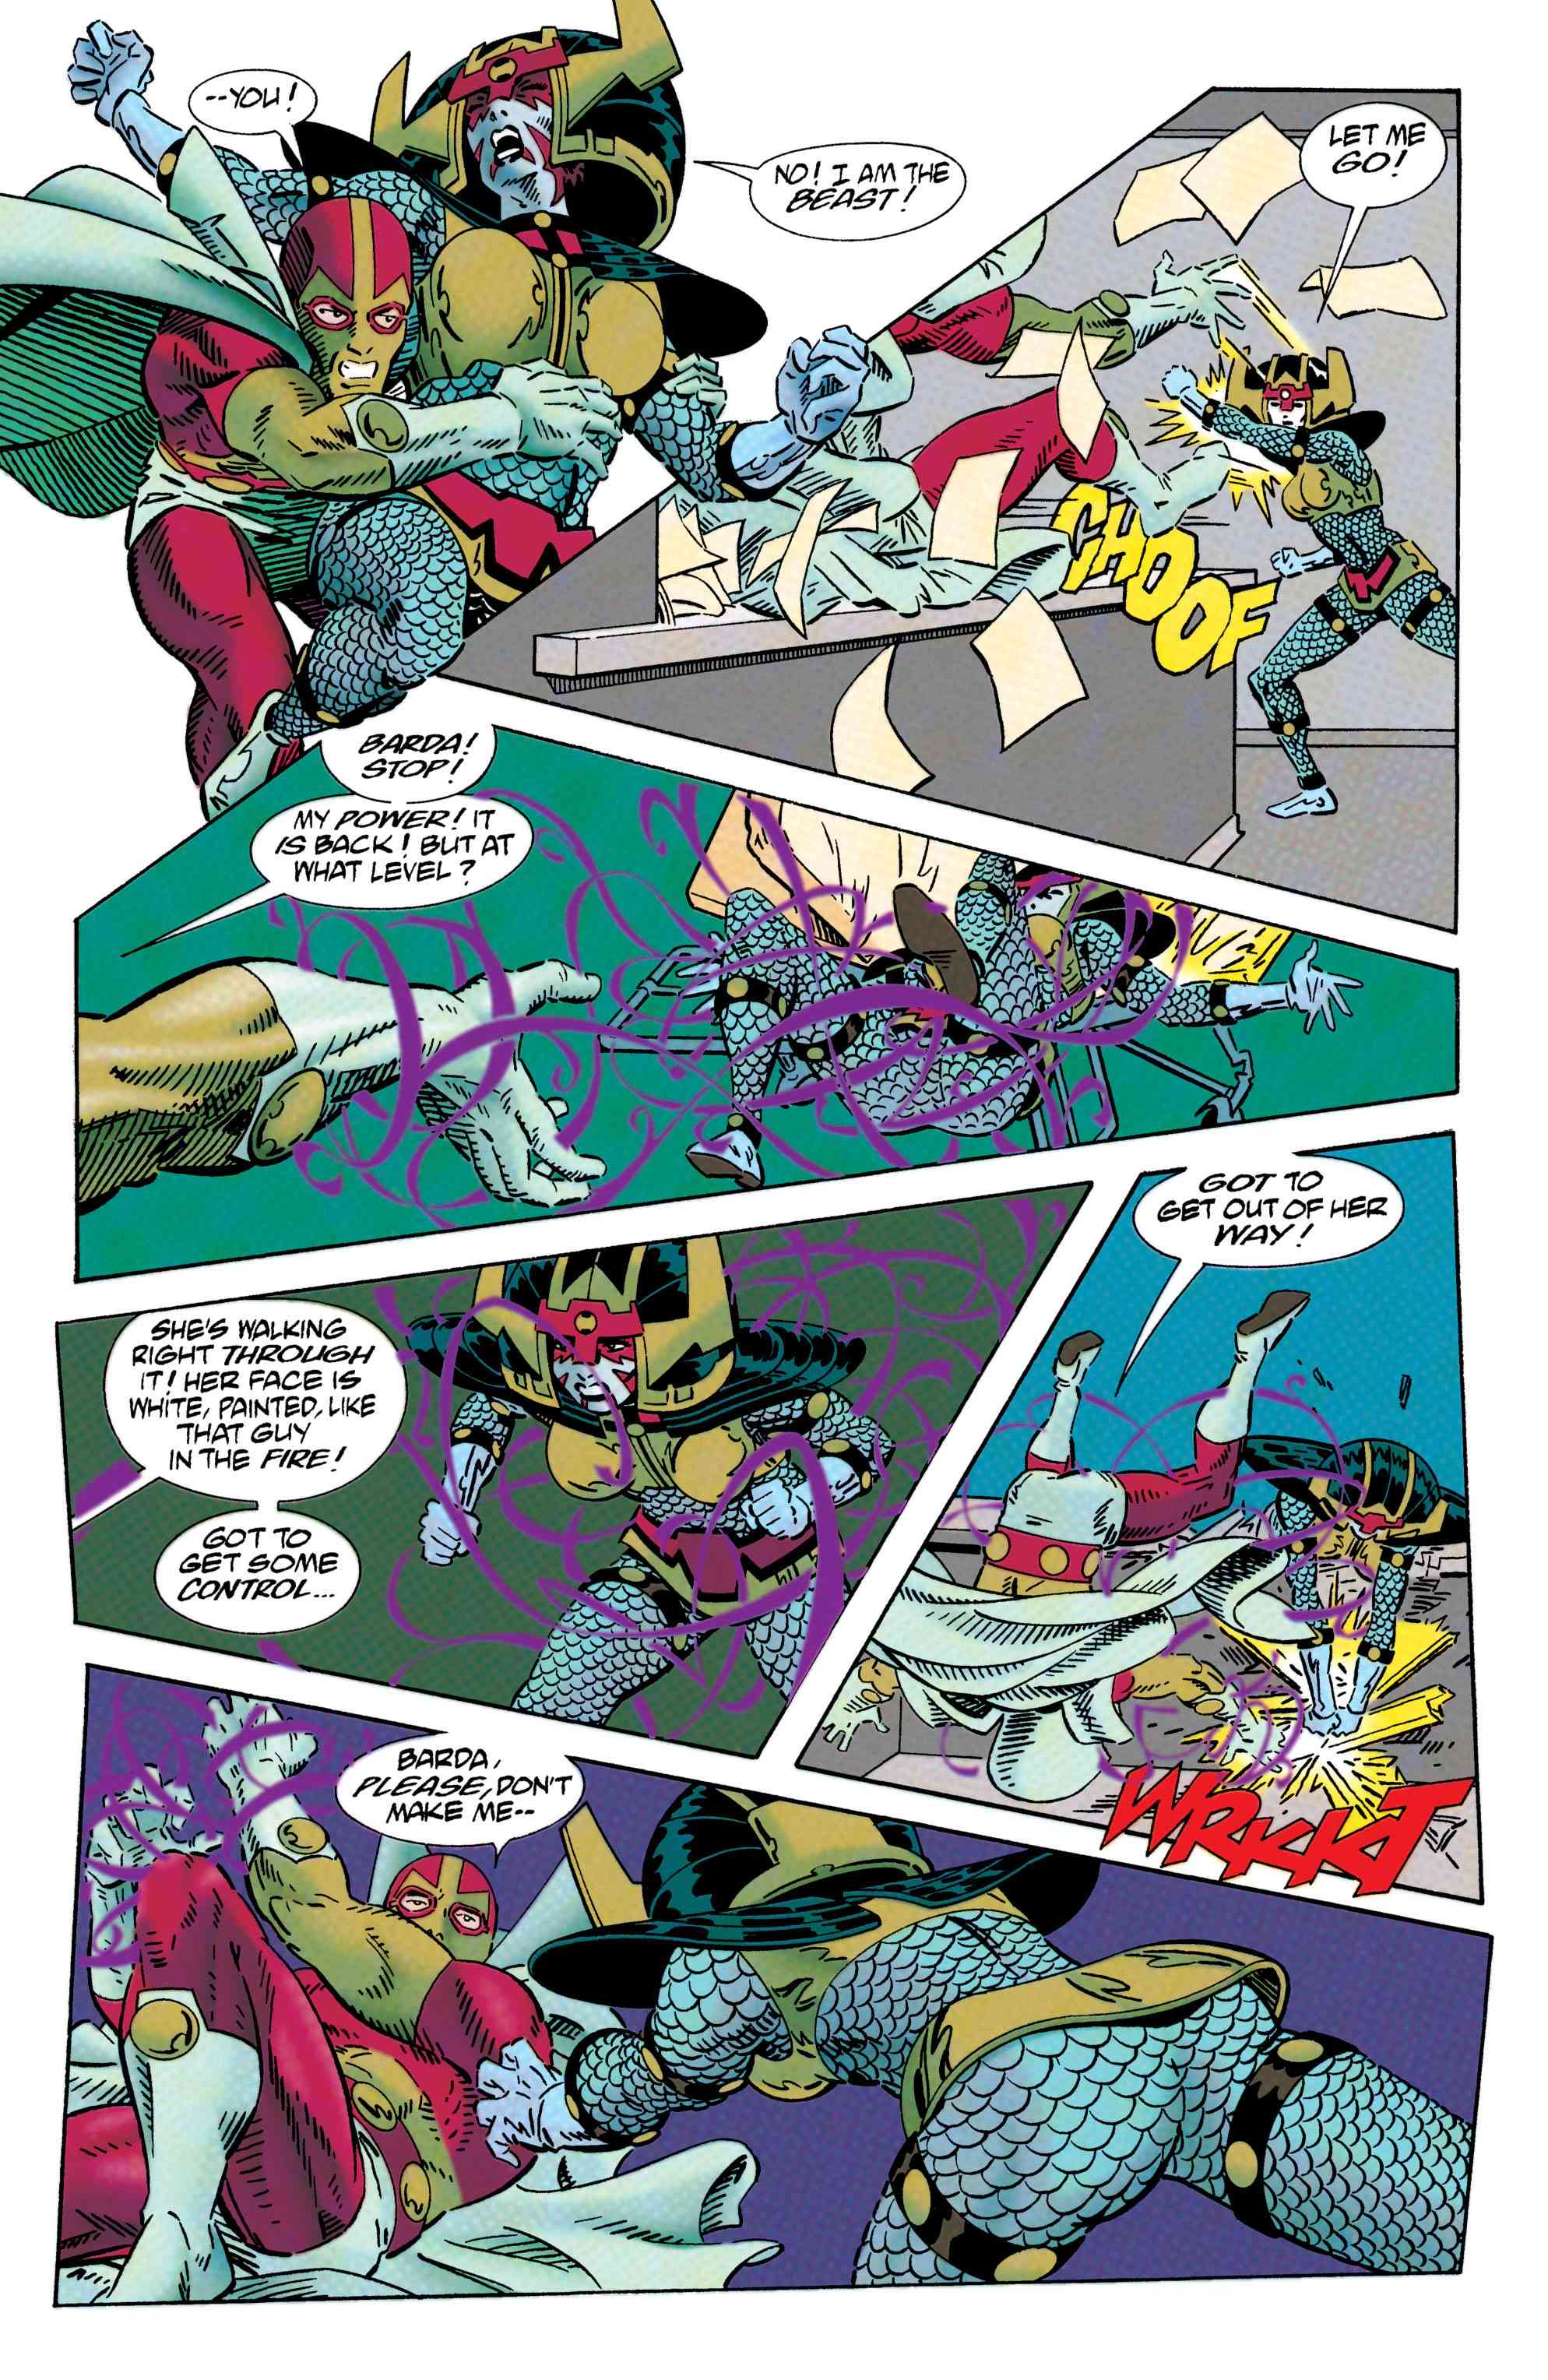 --YOU!
NO! I AM THE
BEAST!
LET ME
GO!
CHOOF
BARDA!
STOP!
MY POWER! IT
IS BACK! BUT AT
WHAT LEVEL?
SHE'S WALKING
RIGHT THROUGH
IT! HER FACE IS
WHITE, PAINTED, LIKE
THAT GUY
IN THE FIRE!
GOT TO
GET SOME
CONTROL...
GOT TO
GET OUT OF HER
WAY!
WRKKT
BARDA,
PLEASE, DON'T
MAKE ME--